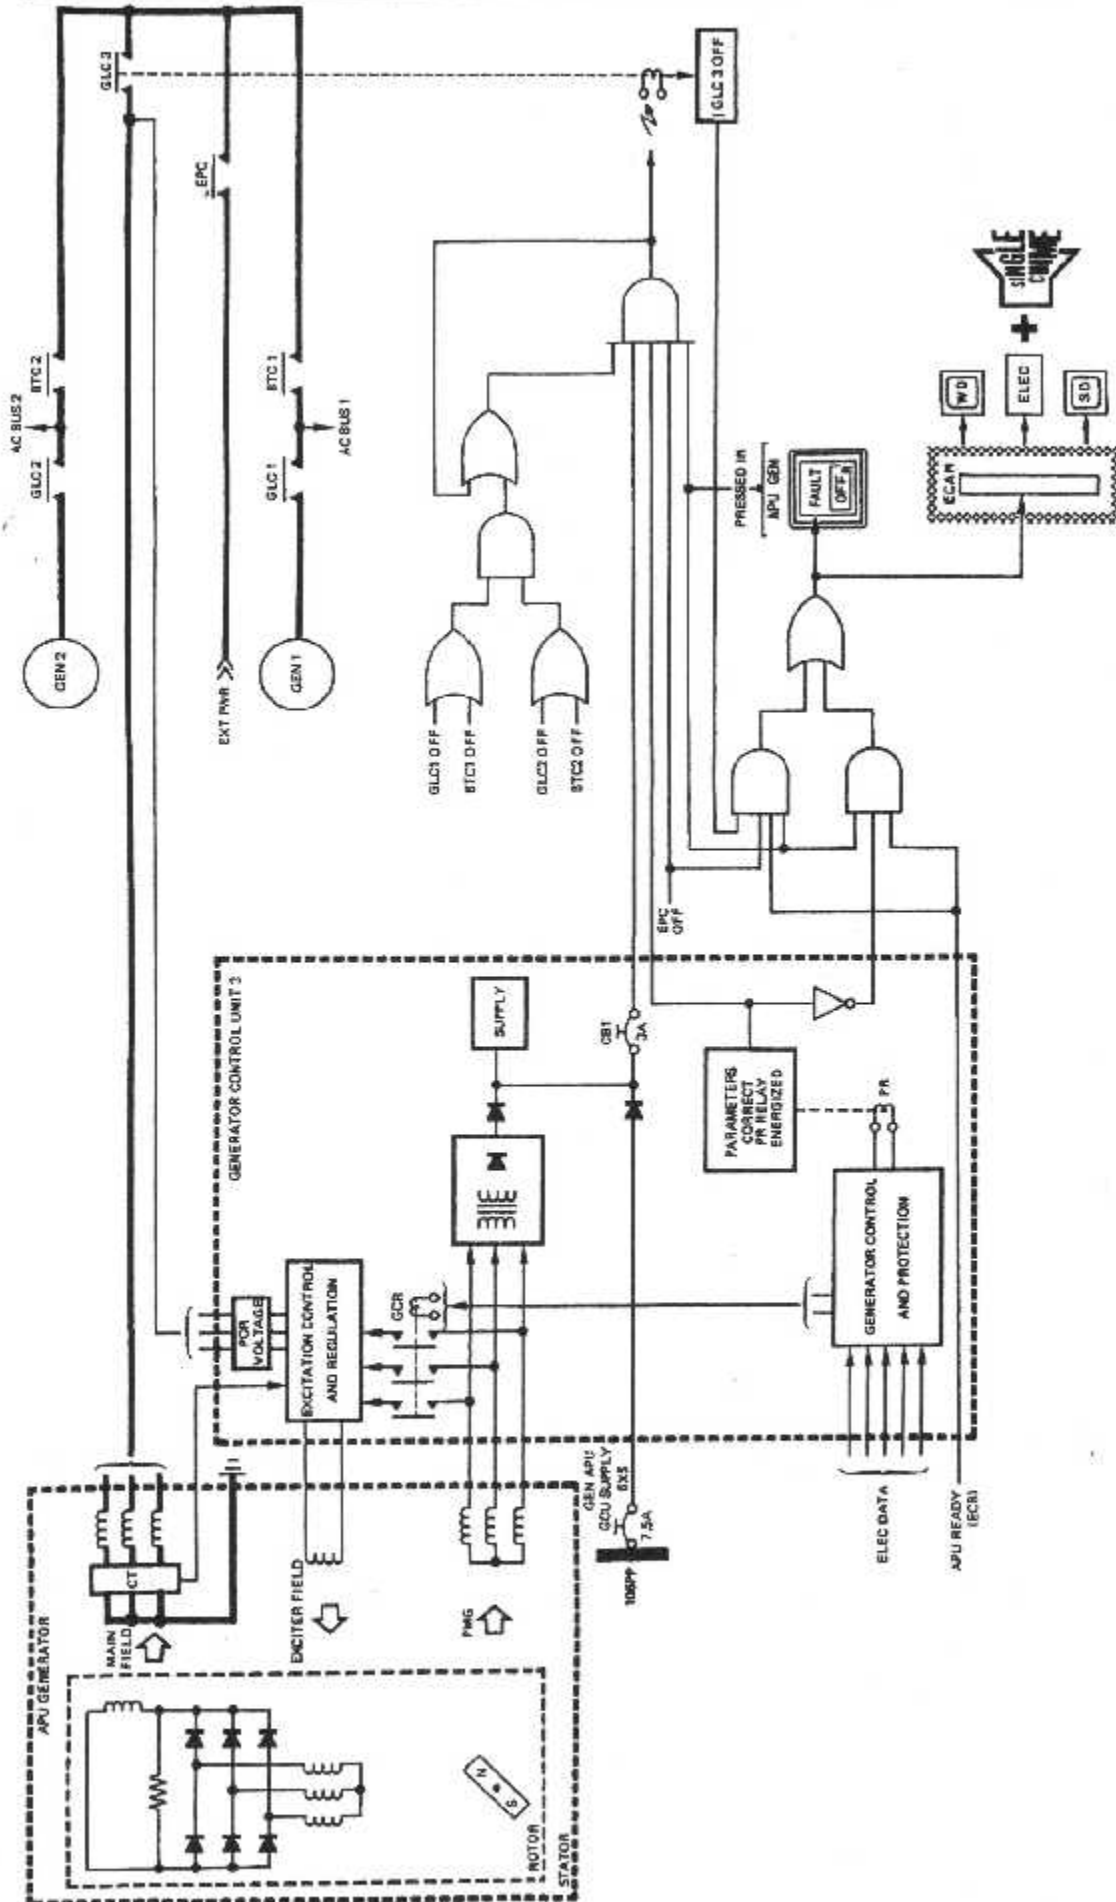 APU GENERATOR
ROTOR
STATOR
N
S
MAIN
FIELD
CT
EXCITER FIELD
PMG
GENERATOR CONTROL UNIT 3
POR
VOLTAGE
EXCITATION CONTROL
AND REGULATION
GCR
SUPPLY
GEN APU
GCU SUPPLY
6XS
106PP
7.5A
CB1
3A
PARAMETERS
CORRECT
PR RELAY
ENERGIZED
PR
GENERATOR CONTROL
AND PROTECTION
ELEC DATA
APU READY
(ECB)
GEN 2
GLC 2
AC BUS 2
BTC 2
GLC 3
EPC
EXT PWR
GEN 1
GLC 1
AC BUS 1
BTC 1
GLC1 OFF
BTC1 OFF
GLC2 OFF
BTC2 OFF
EPC
OFF
GLC 3 OFF
PRESSED IN
APU GEN
FAULT
OFF
ECAM
WD
ELEC
SD
+
SINGLE
CHIME